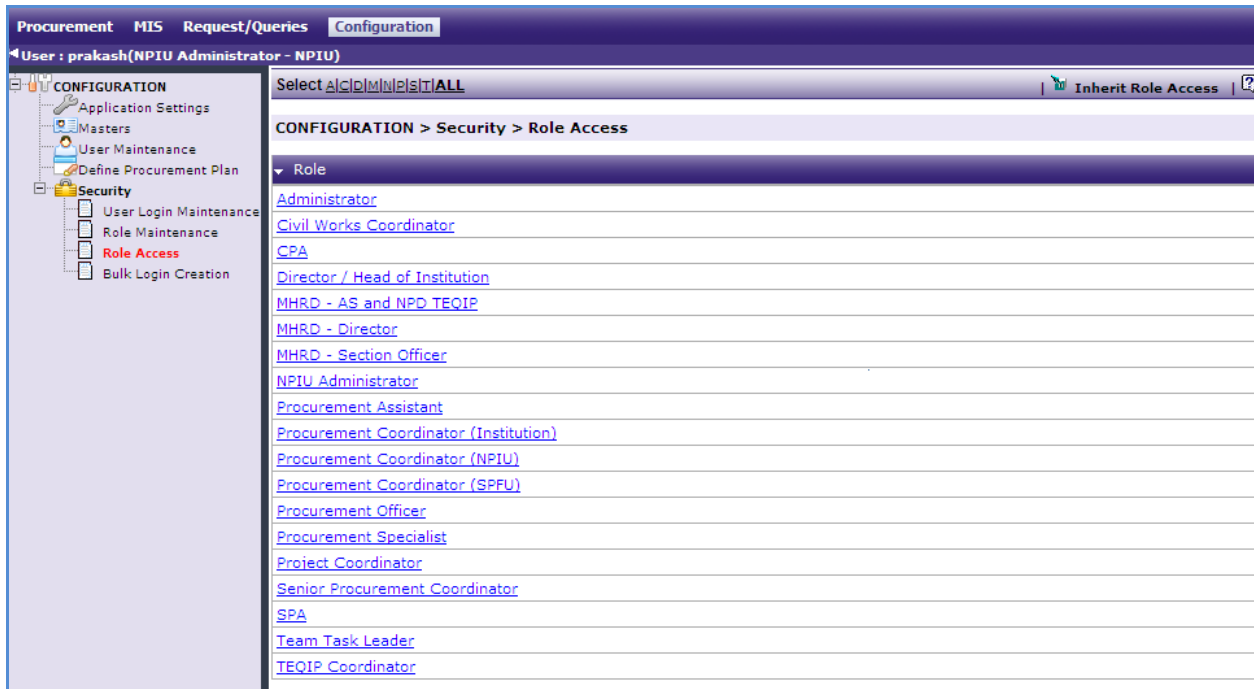 Procurement MIS Request/Queries Configuration
User : prakash(NPIU Administrator - NPIU)
CONFIGURATION
Application Settings
Masters
User Maintenance
Define Procurement Plan
Security
User Login Maintenance
Role Maintenance
Role Access
Bulk Login Creation
Select A|C|D|M|N|P|S|T|ALL
| Inherit Role Access | ?
CONFIGURATION > Security > Role Access
Role
Administrator
Civil Works Coordinator
CPA
Director / Head of Institution
MHRD - AS and NPD TEQIP
MHRD - Director
MHRD - Section Officer
NPIU Administrator
Procurement Assistant
Procurement Coordinator (Institution)
Procurement Coordinator (NPIU)
Procurement Coordinator (SPFU)
Procurement Officer
Procurement Specialist
Project Coordinator
Senior Procurement Coordinator
SPA
Team Task Leader
TEQIP Coordinator